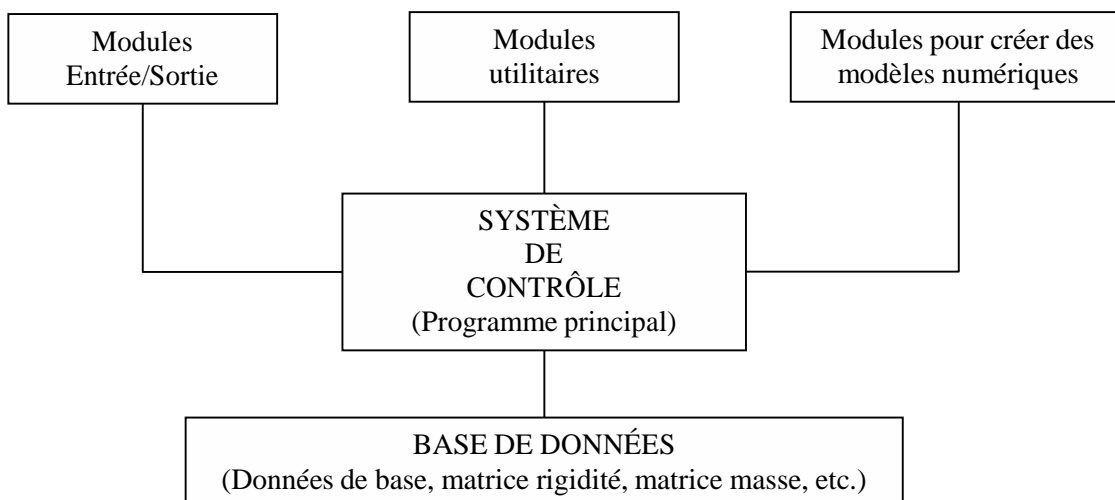 Modules
Entrée/Sortie
Modules
utilitaires
Modules pour créer des
modèles numériques
SYSTÈME
DE
CONTRÔLE
(Programme principal)
BASE DE DONNÉES
(Données de base, matrice rigidité, matrice masse, etc.)